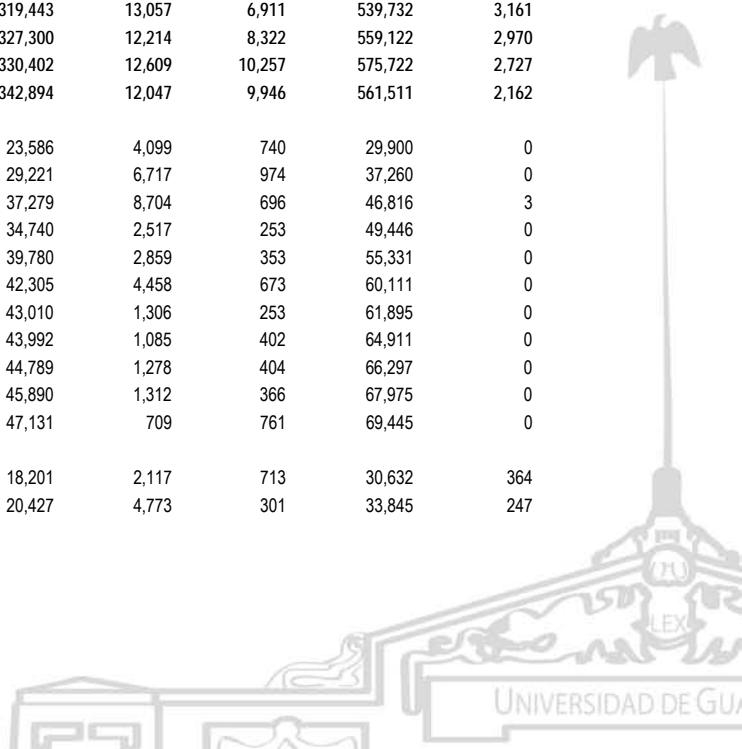 319,443 13,057 6,911 539,732 3,161
327,300 12,214 8,322 559,122 2,970
330,402 12,609 10,257 575,722 2,727
342,894 12,047 9,946 561,511 2,162
23,586 4,099 740 29,900 0
29,221 6,717 974 37,260 0
37,279 8,704 696 46,816 3
34,740 2,517 253 49,446 0
39,780 2,859 353 55,331 0
42,305 4,458 673 60,111 0
43,010 1,306 253 61,895 0
43,992 1,085 402 64,911 0
44,789 1,278 404 66,297 0
45,890 1,312 366 67,975 0
47,131 709 761 69,445 0
18,201 2,117 713 30,632 364
20,427 4,773 301 33,845 247
LEX
UNIVERSIDAD DE GUA